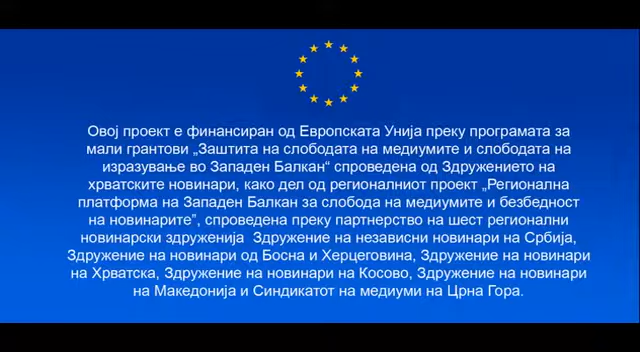 Овој проект е финансиран од Европската Унија преку програмата за
мали грантови „Заштита на слободата на медиумите и слободата на
изразување во Западен Балкан“ спроведена од Здружението на
хрватските новинари, како дел од регионалниот проект „Регионална
платформа на Западен Балкан за слобода на медиумите и безбедност
на новинарите”, спроведена преку партнерство на шест регионални
новинарски здруженија  Здружение на независни новинари на Србија,
Здружение на новинари од Босна и Херцеговина, Здружение на новинари
на Хрватска, Здружение на новинари на Косово, Здружение на новинари
на Македонија и Синдикатот на медиуми на Црна Гора.